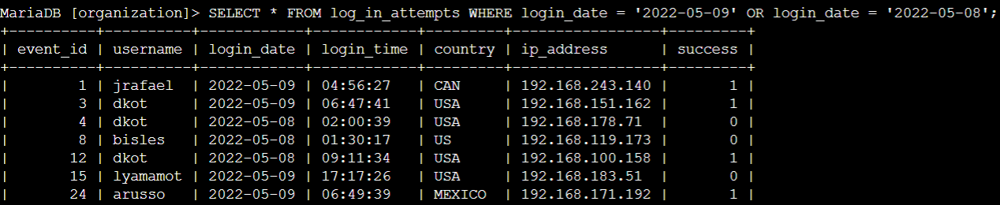 MariaDB [organization]> SELECT * FROM log_in_attempts WHERE login_date = '2022-05-09' OR login_date = '2022-05-08';
+----------+----------+------------+------------+---------+-----------------+---------+
| event_id | username | login_date | login_time | country | ip_address      | success |
+----------+----------+------------+------------+---------+-----------------+---------+
|        1 | jrafael  | 2022-05-09 | 04:56:27   | CAN     | 192.168.243.140 |       1 |
|        3 | dkot     | 2022-05-09 | 06:47:41   | USA     | 192.168.151.162 |       1 |
|        4 | dkot     | 2022-05-08 | 02:00:39   | USA     | 192.168.178.71  |       0 |
|        8 | bisles   | 2022-05-08 | 01:30:17   | US      | 192.168.119.173 |       0 |
|       12 | dkot     | 2022-05-08 | 09:11:34   | USA     | 192.168.100.158 |       1 |
|       15 | lyamamot | 2022-05-09 | 17:17:26   | USA     | 192.168.183.51  |       0 |
|       24 | arusso   | 2022-05-09 | 06:49:39   | MEXICO  | 192.168.171.192 |       1 |